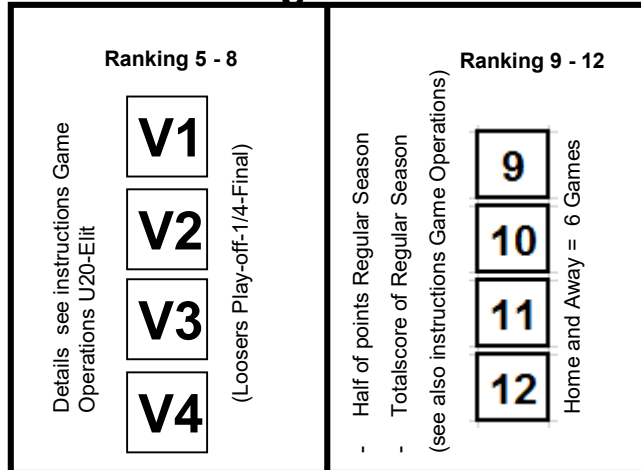 Ranking 5 - 8
Details see instructions Game
Operations U20-Elit
V1
V2
V3
V4
(Loosers Play-off-1/4-Final)
Ranking 9 - 12
- Half of points Regular Season
- Totalscore of Regular Season
(see also instructions Game Operations)
9
10
11
12
Home and Away = 6 Games